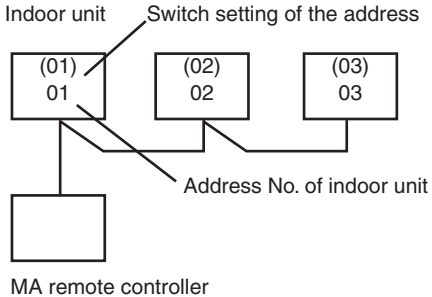 Indoor unit
Switch setting of the address
(01)
(02)
(03)
01
02
03
Address No. of indoor unit
MA remote controller